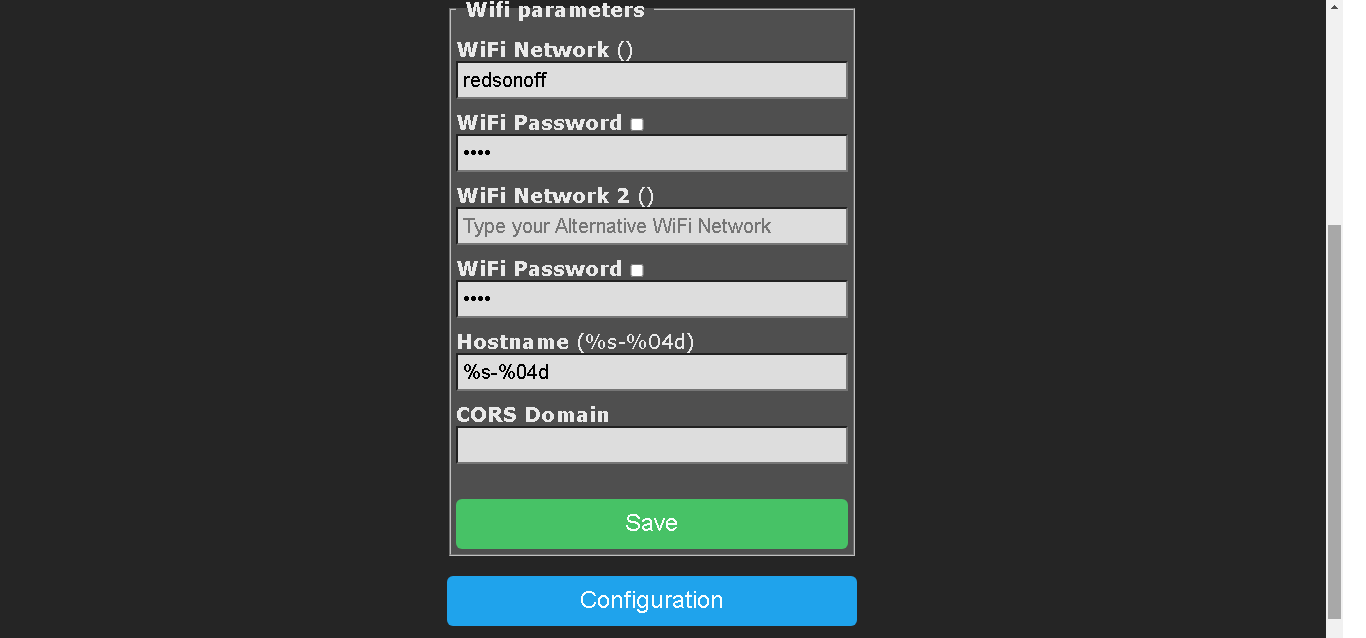 Wifi parameters
WiFi Network ()
redsonoff
WiFi Password
••••
WiFi Network 2 ()
Type your Alternative WiFi Network
WiFi Password
••••
Hostname (%s-%04d)
%s-%04d
CORS Domain
Save
Configuration